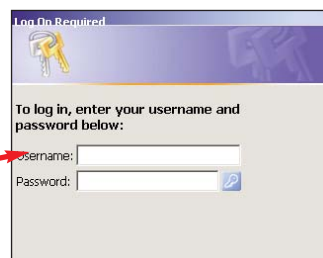 Log On Required
To log in, enter your username and
password below:
Username:
Password: